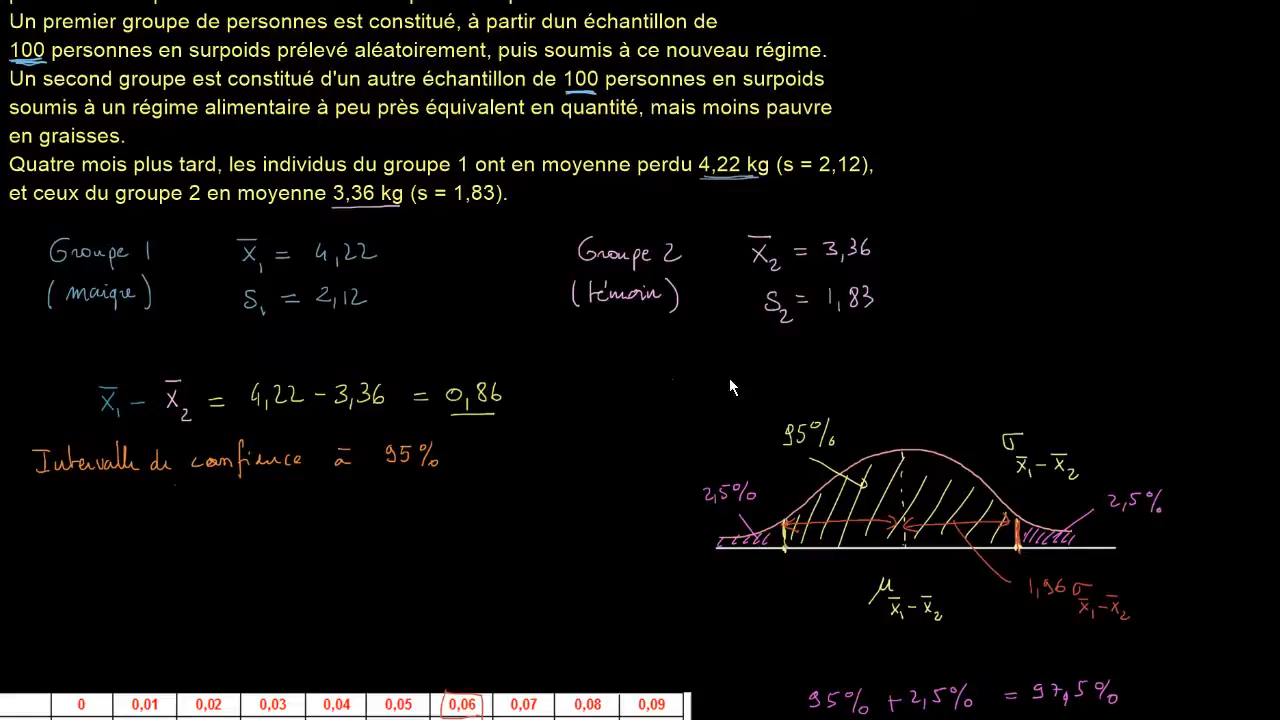 Un premier groupe de personnes est constitué, à partir dun échantillon de
100 personnes en surpoids prélevé aléatoirement, puis soumis à ce nouveau régime.
Un second groupe est constitué d'un autre échantillon de 100 personnes en surpoids
soumis à un régime alimentaire à peu près équivalent en quantité, mais moins pauvre
en graisses.
Quatre mois plus tard, les individus du groupe 1 ont en moyenne perdu 4,22 kg (s = 2,12),
et ceux du groupe 2 en moyenne 3,36 kg (s = 1,83).
Groupe 1 x̅₁ = 4,22 Groupe 2 x̅₂ = 3,36
(maigre) S₁ = 2,12 (témoin) S₂ = 1,83
x̅₁ - x̅₂ = 4,22 - 3,36 = 0,86
95% σ x̅₁ - x̅₂
Intervalle de confience à 95%
2,5% 2,5%
μ x̅₁ - x̅₂ 1,96 σ x̅₁ - x̅₂
95% + 2,5% = 97,5%
0 0,01 0,02 0,03 0,04 0,05 0,06 0,07 0,08 0,09